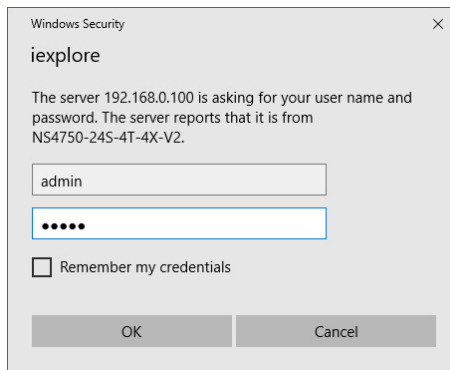 Windows Security
iexplore
The server 192.168.0.100 is asking for your user name and
password. The server reports that it is from
NS4750-24S-4T-4X-V2.
admin
●●●●●
Remember my credentials
OK Cancel